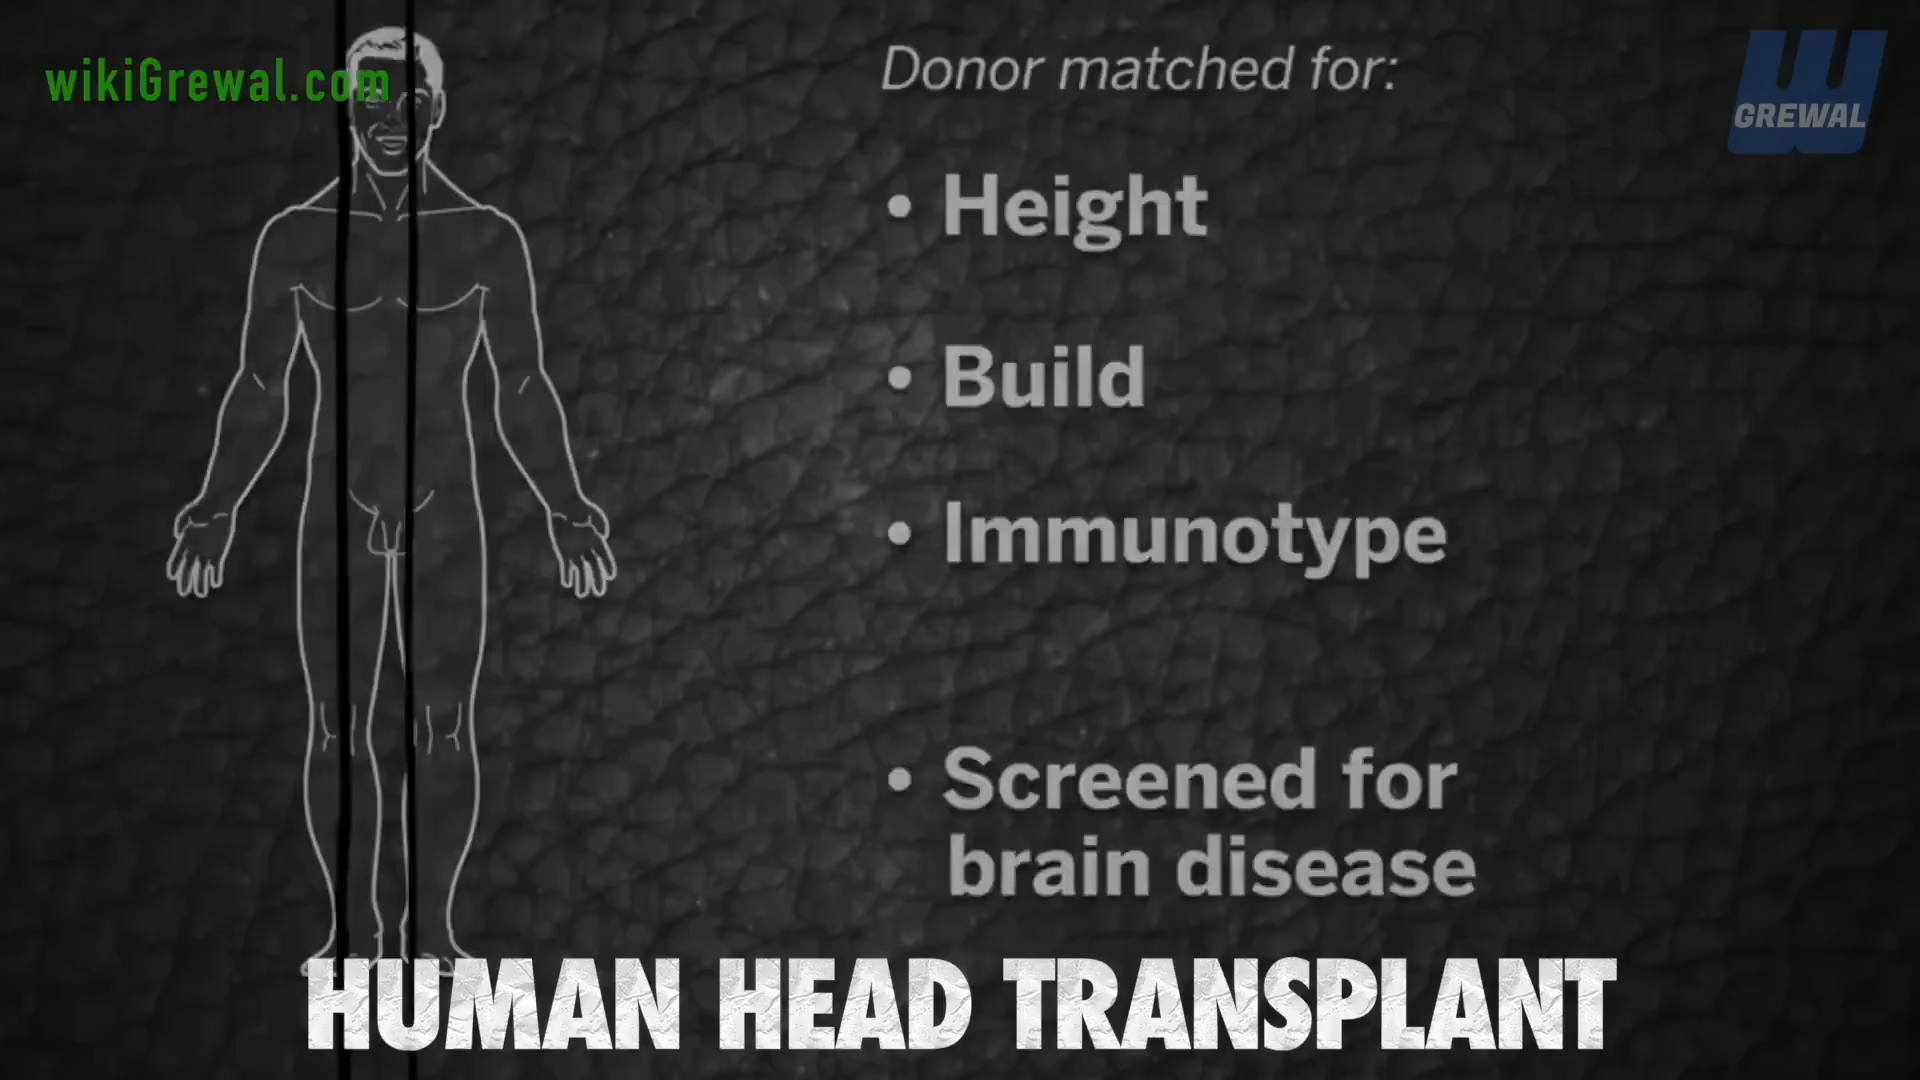 wikiGrewal.com
GREWAL
Donor matched for:
• Height
• Build
• Immunotype
• Screened for
brain disease
HUMAN HEAD TRANSPLANT